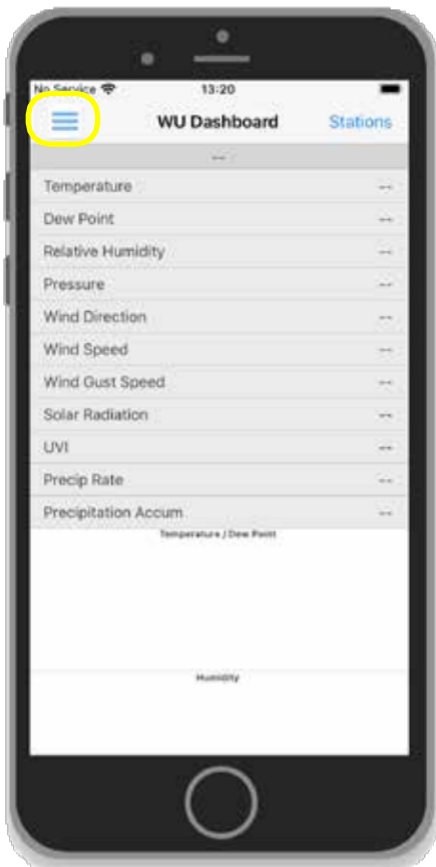 No Service 13:20
WU Dashboard Stations
--
Temperature --
Dew Point --
Relative Humidity --
Pressure --
Wind Direction --
Wind Speed --
Wind Gust Speed --
Solar Radiation --
UVI --
Precip Rate --
Precipitation Accum --
Temperature / Dew Point
Humidity